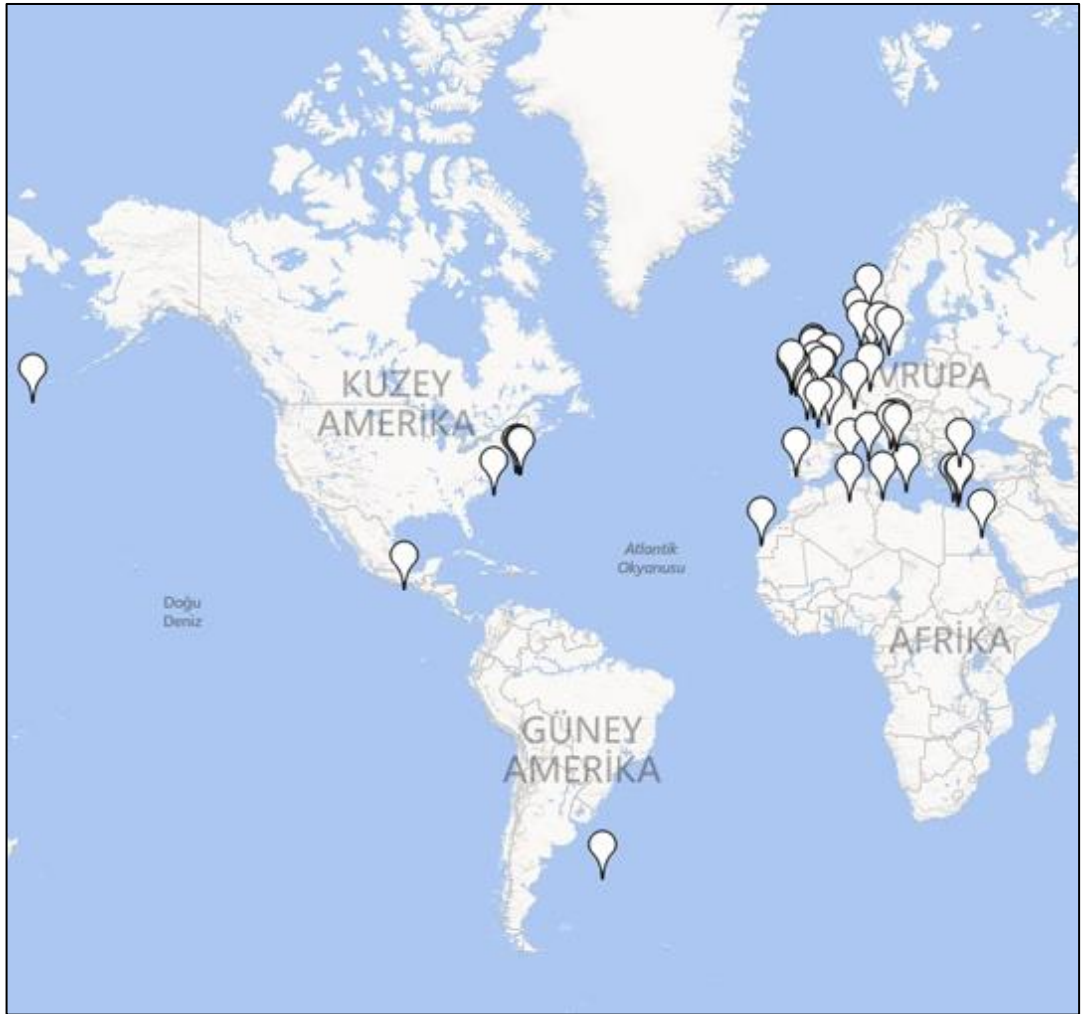 KUZEY
AMERİKA
VRUPA
Atlantik
Okyanusu
Doğu
Deniz
AFRİKA
GÜNEY
AMERİKA